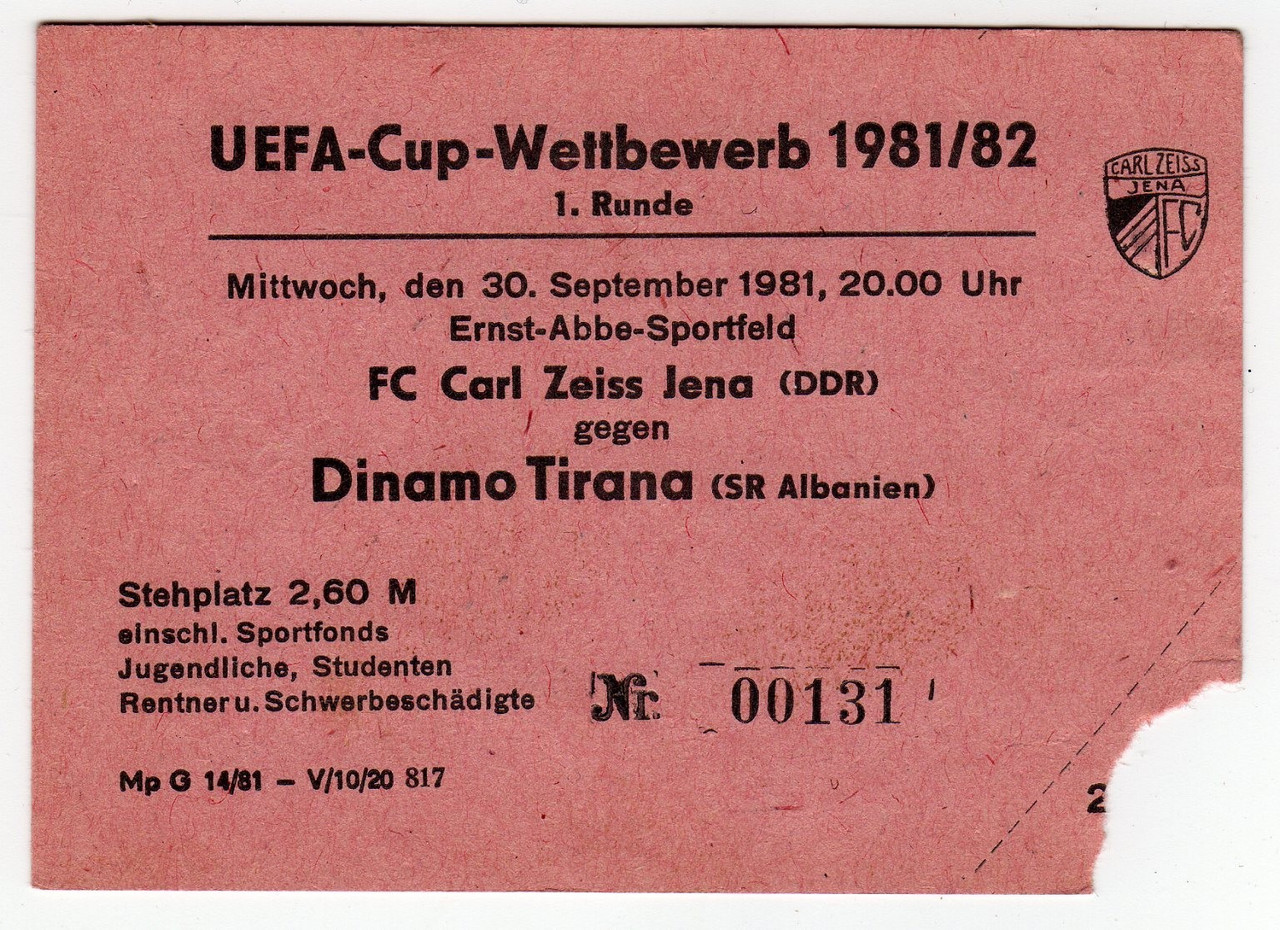 UEFA-Cup-Wettbewerb 1981/82
1. Runde
CARL ZEISS
JENA
FC
Mittwoch, den 30. September 1981, 20.00 Uhr
Ernst-Abbe-Sportfeld
FC Carl Zeiss Jena (DDR)
gegen
Dinamo Tirana (SR Albanien)
Stehplatz 2,60 M
einschl. Sportfonds
Jugendliche, Studenten
Rentner u. Schwerbeschädigte
Nr. 00131
Mp G 14/81 – V/10/20 817
2